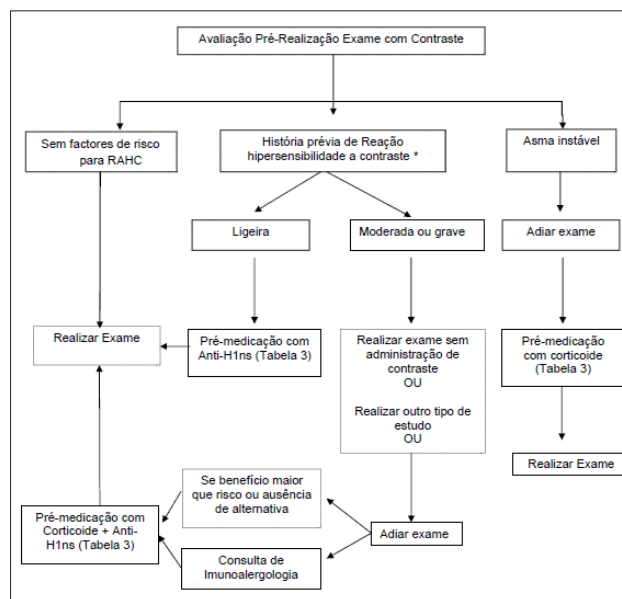 Avaliação Pré-Realização Exame com Contraste
Sem factores de risco
para RAHC
História prévia de Reação
hipersensibilidade a contraste *
Asma instável
Ligeira
Moderada ou grave
Adiar exame
Realizar Exame
Pré-medicação com
Anti-H1ns (Tabela 3)
Realizar exame sem
administração de
contraste
OU
Realizar outro tipo de
estudo
OU
Pré-medicação
com corticoide
(Tabela 3)
Realizar Exame
Se benefício maior
que risco ou ausência
de alternativa
Pré-medicação com
Corticoide + Anti-
H1ns (Tabela 3)
Adiar exame
Consulta de
Imunoalergologia